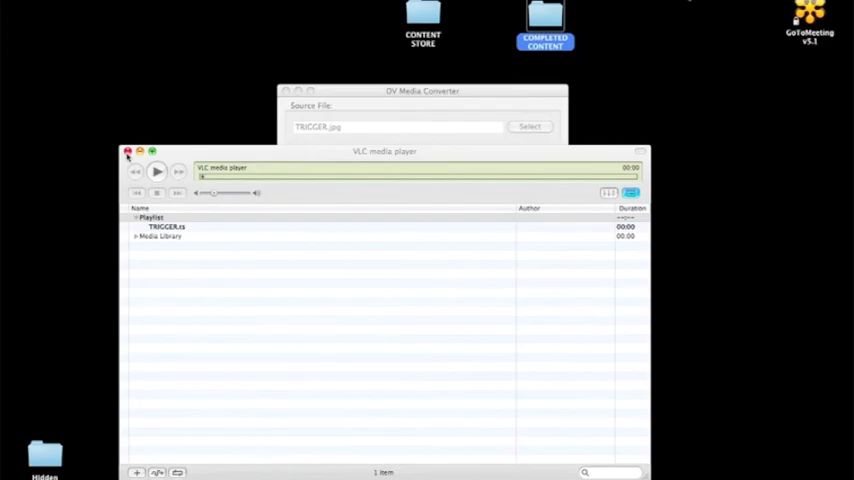 CONTENT
STORE
COMPLETED
CONTENT
GoToMeeting
v5.1
DV Media Converter
Source File:
TRIGGER.jpg
Select
VLC media player
VLC media player
00:00
Name
Author
Duration
Playlist
--:--
TRIGGER.ts
00:00
Media Library
00:00
1 item
Hidden